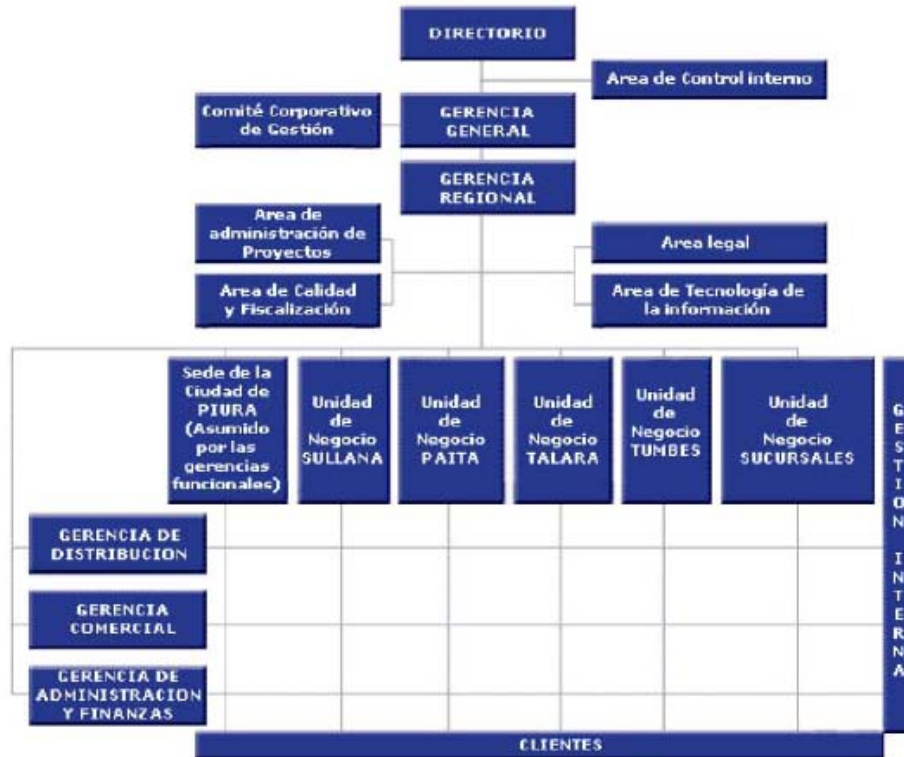 DIRECTORIO
Area de Control interno
Comité Corporativo
de Gestión
GERENCIA
GENERAL
GERENCIA
REGIONAL
Area de
administración de
Proyectos
Area legal
Area de Calidad
y Fiscalización
Area de Tecnología de
la información
Sede de la
Ciudad de
PIURA
(Asumido
por las
gerencias
funcionales)
Unidad
de
Negocio
SULLANA
Unidad
de
Negocio
PAITA
Unidad
de
Negocio
TALARA
Unidad
de
Negocio
TUMBES
Unidad
de
Negocio
SUCURSALES
GESTION INTERNA
GERENCIA DE
DISTRIBUCION
GERENCIA
COMERCIAL
GERENCIA DE
ADMINISTRACION
Y FINANZAS
CLIENTES